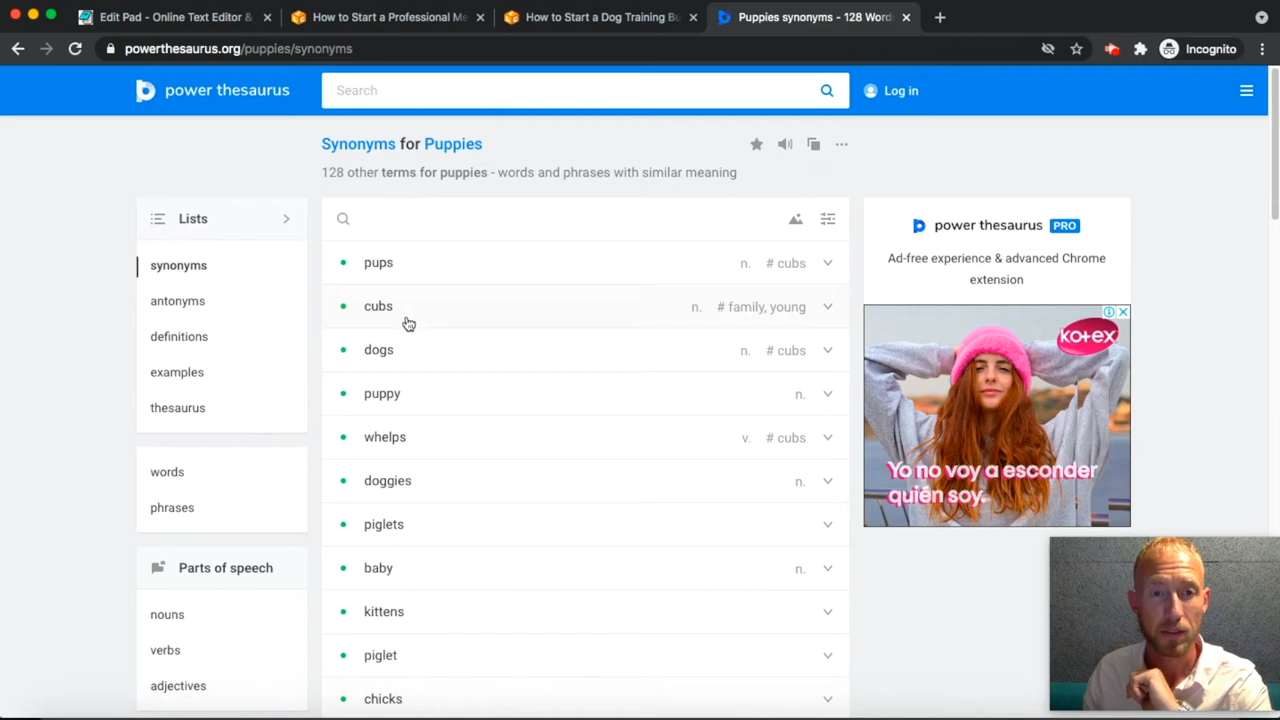 Edit Pad - Online Text Editor &
How to Start a Professional Me
How to Start a Dog Training Bu
Puppies synonyms - 128 Word
powerthesaurus.org/puppies/synonyms
Incognito
power thesaurus
Search
Log in
Synonyms for Puppies
128 other terms for puppies - words and phrases with similar meaning
Lists
synonyms
antonyms
definitions
examples
thesaurus
words
phrases
Parts of speech
nouns
verbs
adjectives
pups n. # cubs
cubs n. # family, young
dogs n. # cubs
puppy n.
whelps v. # cubs
doggies n.
piglets
baby n.
kittens
piglet
chicks
power thesaurus PRO
Ad-free experience & advanced Chrome
extension
kotex
Yo no voy a esconder
quién soy.